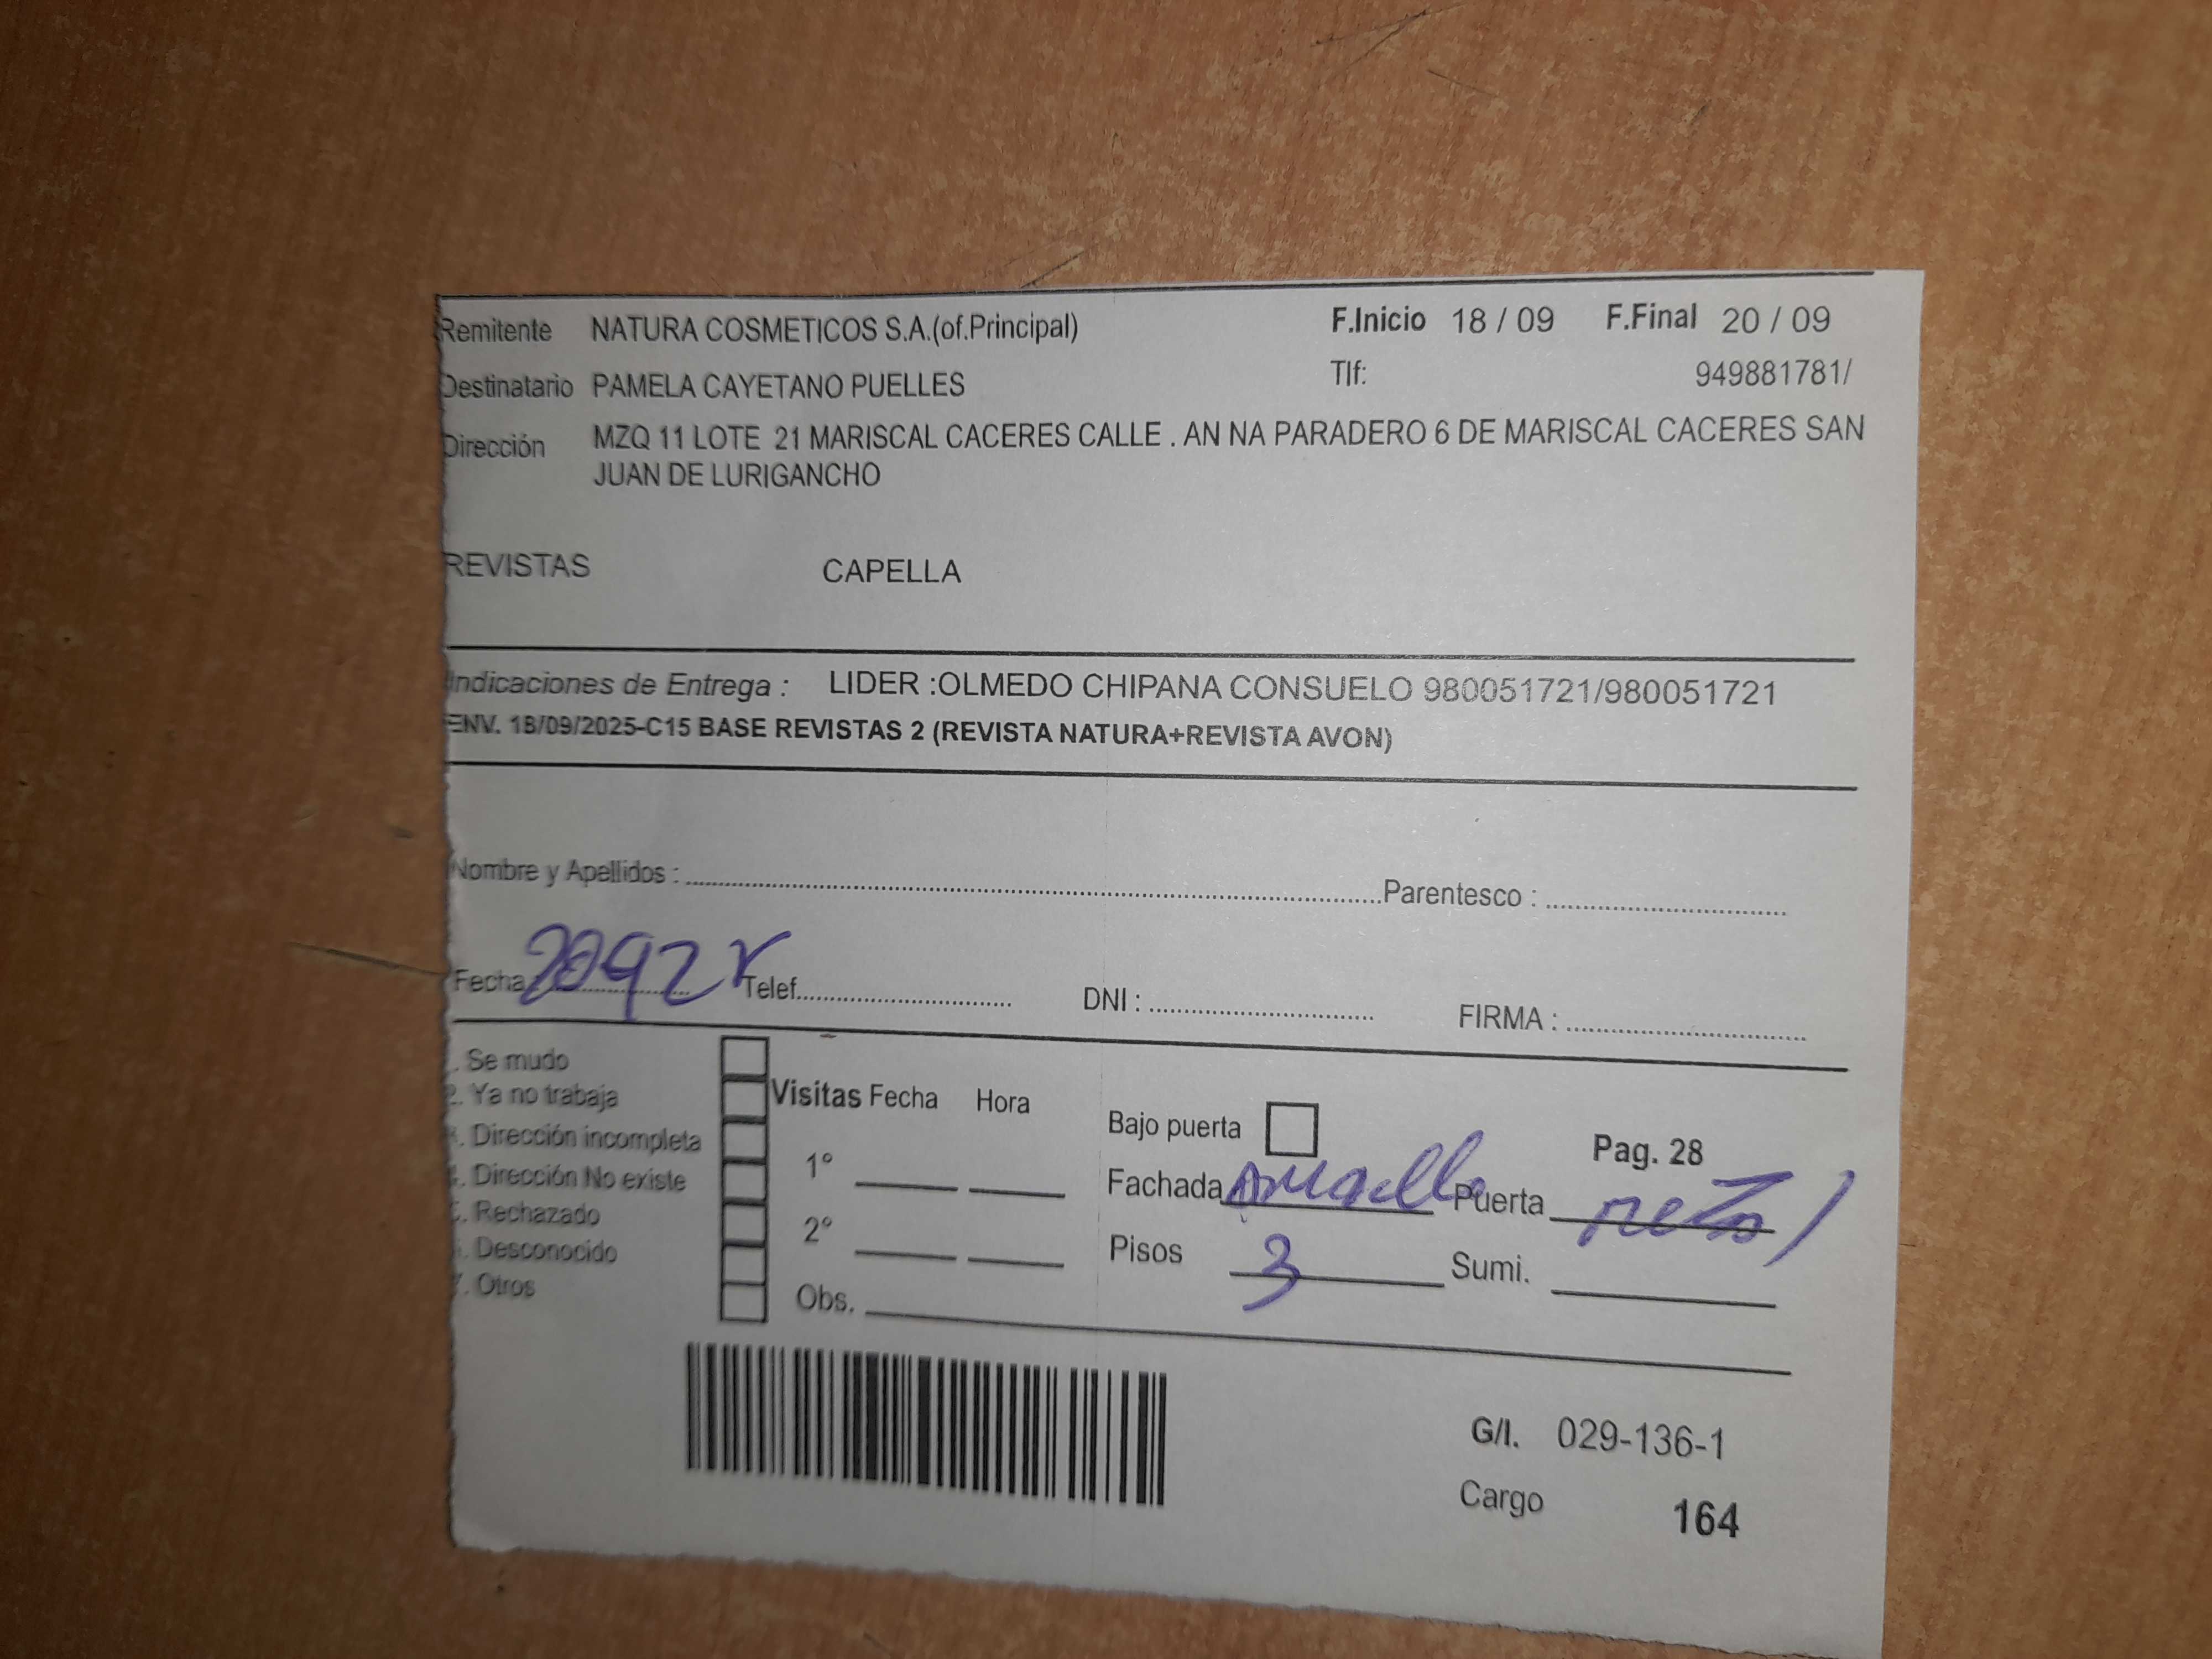 Remitente NATURA COSMETICOS S.A.(of.Principal) F.Inicio 18 / 09 F.Final 20 / 09
Destinatario PAMELA CAYETANO PUELLES Tlf: 949881781/
Dirección MZQ 11 LOTE 21 MARISCAL CACERES CALLE . AN NA PARADERO 6 DE MARISCAL CACERES SAN
JUAN DE LURIGANCHO
REVISTAS CAPELLA
Indicaciones de Entrega : LIDER :OLMEDO CHIPANA CONSUELO 980051721/980051721
ENV. 18/09/2025-C15 BASE REVISTAS 2 (REVISTA NATURA+REVISTA AVON)
Nombre y Apellidos : Parentesco :
Fecha Telef. DNI : FIRMA :
. Se mudo
2. Ya no trabaja
Visitas Fecha Hora
. Dirección incompleta
Bajo puerta
Pag. 28
. Dirección No existe
1°
Fachada Puerta
. Rechazado
2°
Pisos 3 Sumi.
. Desconocido
7. Otros
Obs.
G/I. 029-136-1
Cargo 164